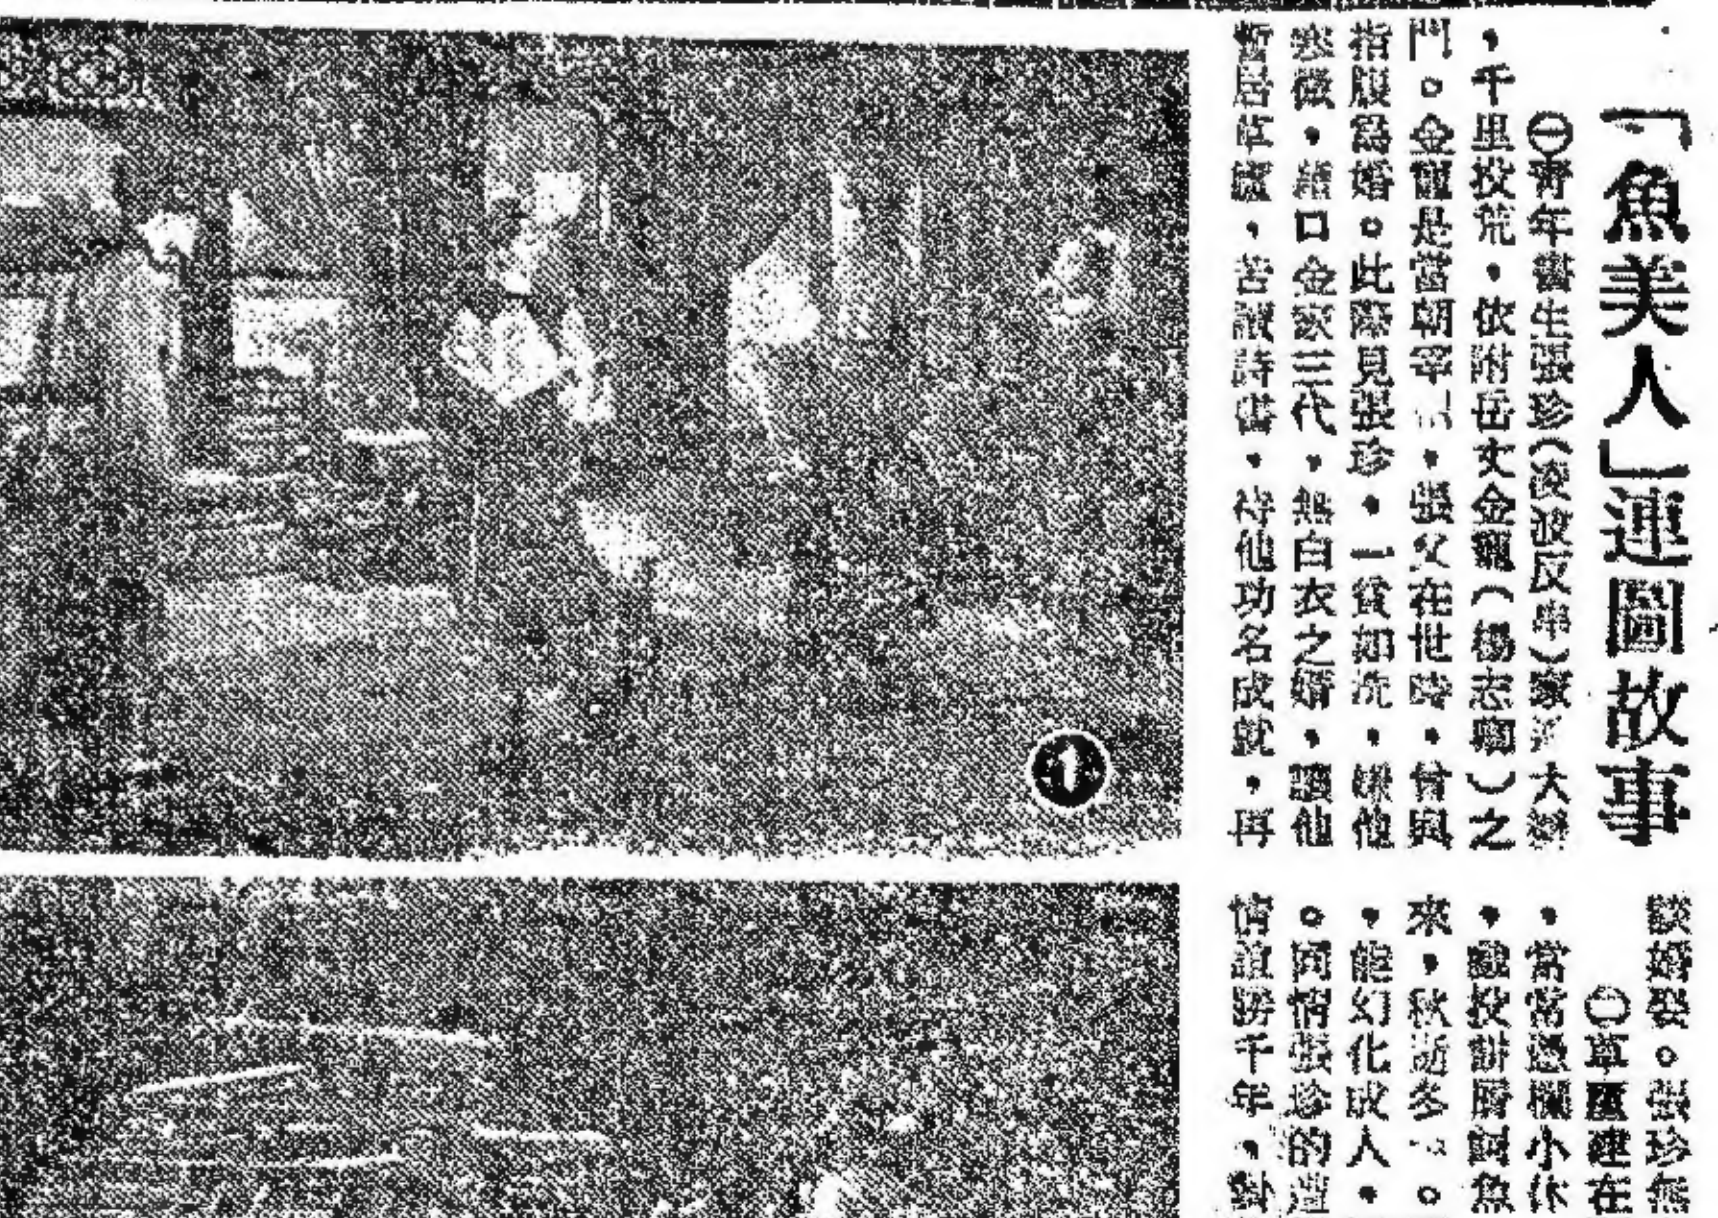 「魚美人」連圖故事
㊀青年書生張珍(凌波反串)家道大變
，千里投荒，依附岳丈金寵(楊志卿)之
門。金寵是當朝宰相，張父在世時，曾與
指腹爲婚。此際見張珍，一貧如洗，嫌他
寒微，藉口金家三代，無白衣之婿，讓他
暫居草廬，苦讀詩書，待他功名成就，再
談婚娶。張珍無
㊁草廬建在
，常常憑欄小休
，餘投餅屑飼魚
來，秋逝冬。
，能幻化成人，
。同情張珍的遭
情誼勝千年，對
1